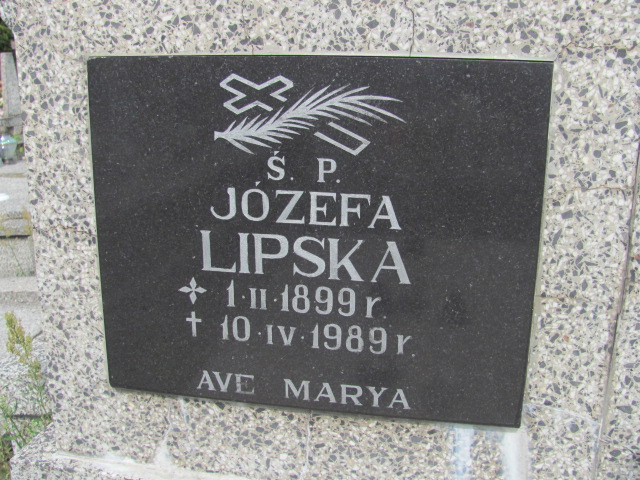 Ś. P.
JÓZEFA
LIPSKA
1·II·1899 r.
10·IV·1989 r.
AVE MARYA